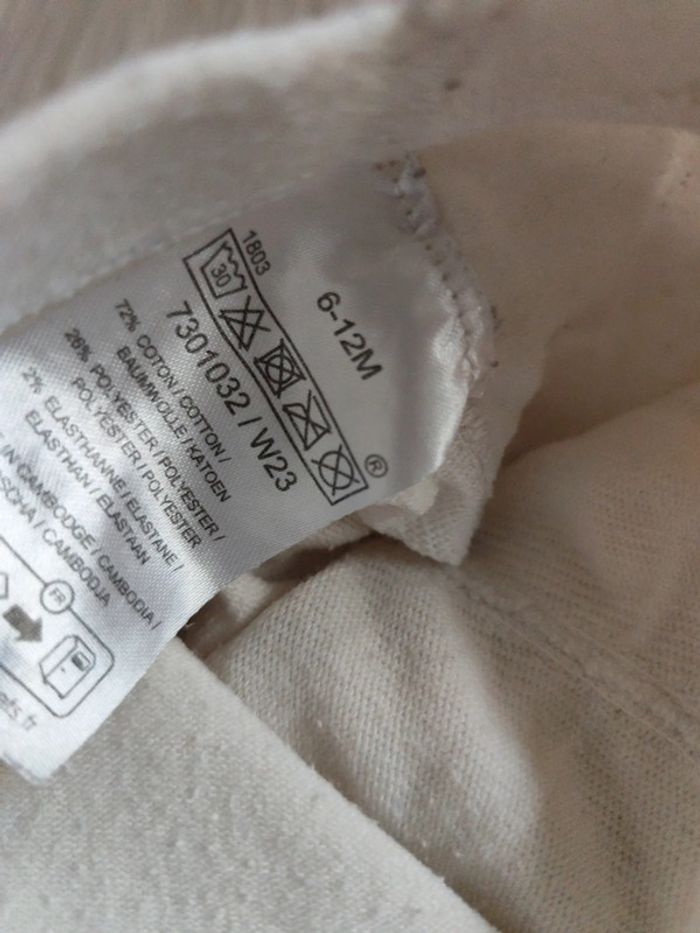 6-12M
1803
30
®
7301032 / W23
72% COTON / COTTON /
BAUMWOLLE / KATOEN
26% POLYESTER / POLYESTER /
POLYESTER / POLYESTER
2% ELASTHANNE / ELASTANE /
ELASTHAN / ELASTAAN
IN CAMBODGE / CAMBODIA /
/ CAMBODJA
FR
.fr